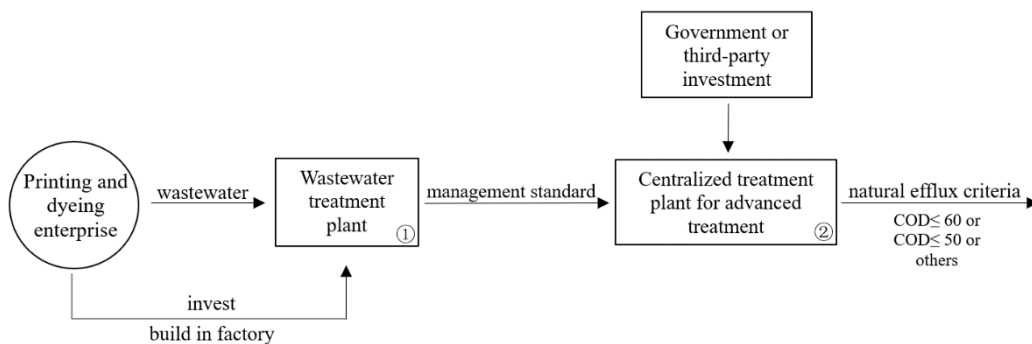 Government or
third-party
investment
Printing and
dyeing
enterprise
wastewater
Wastewater
treatment
plant
①
management standard
Centralized treatment
plant for advanced
treatment
②
natural efflux criteria
COD≤ 60 or
COD≤ 50 or
others
invest
build in factory